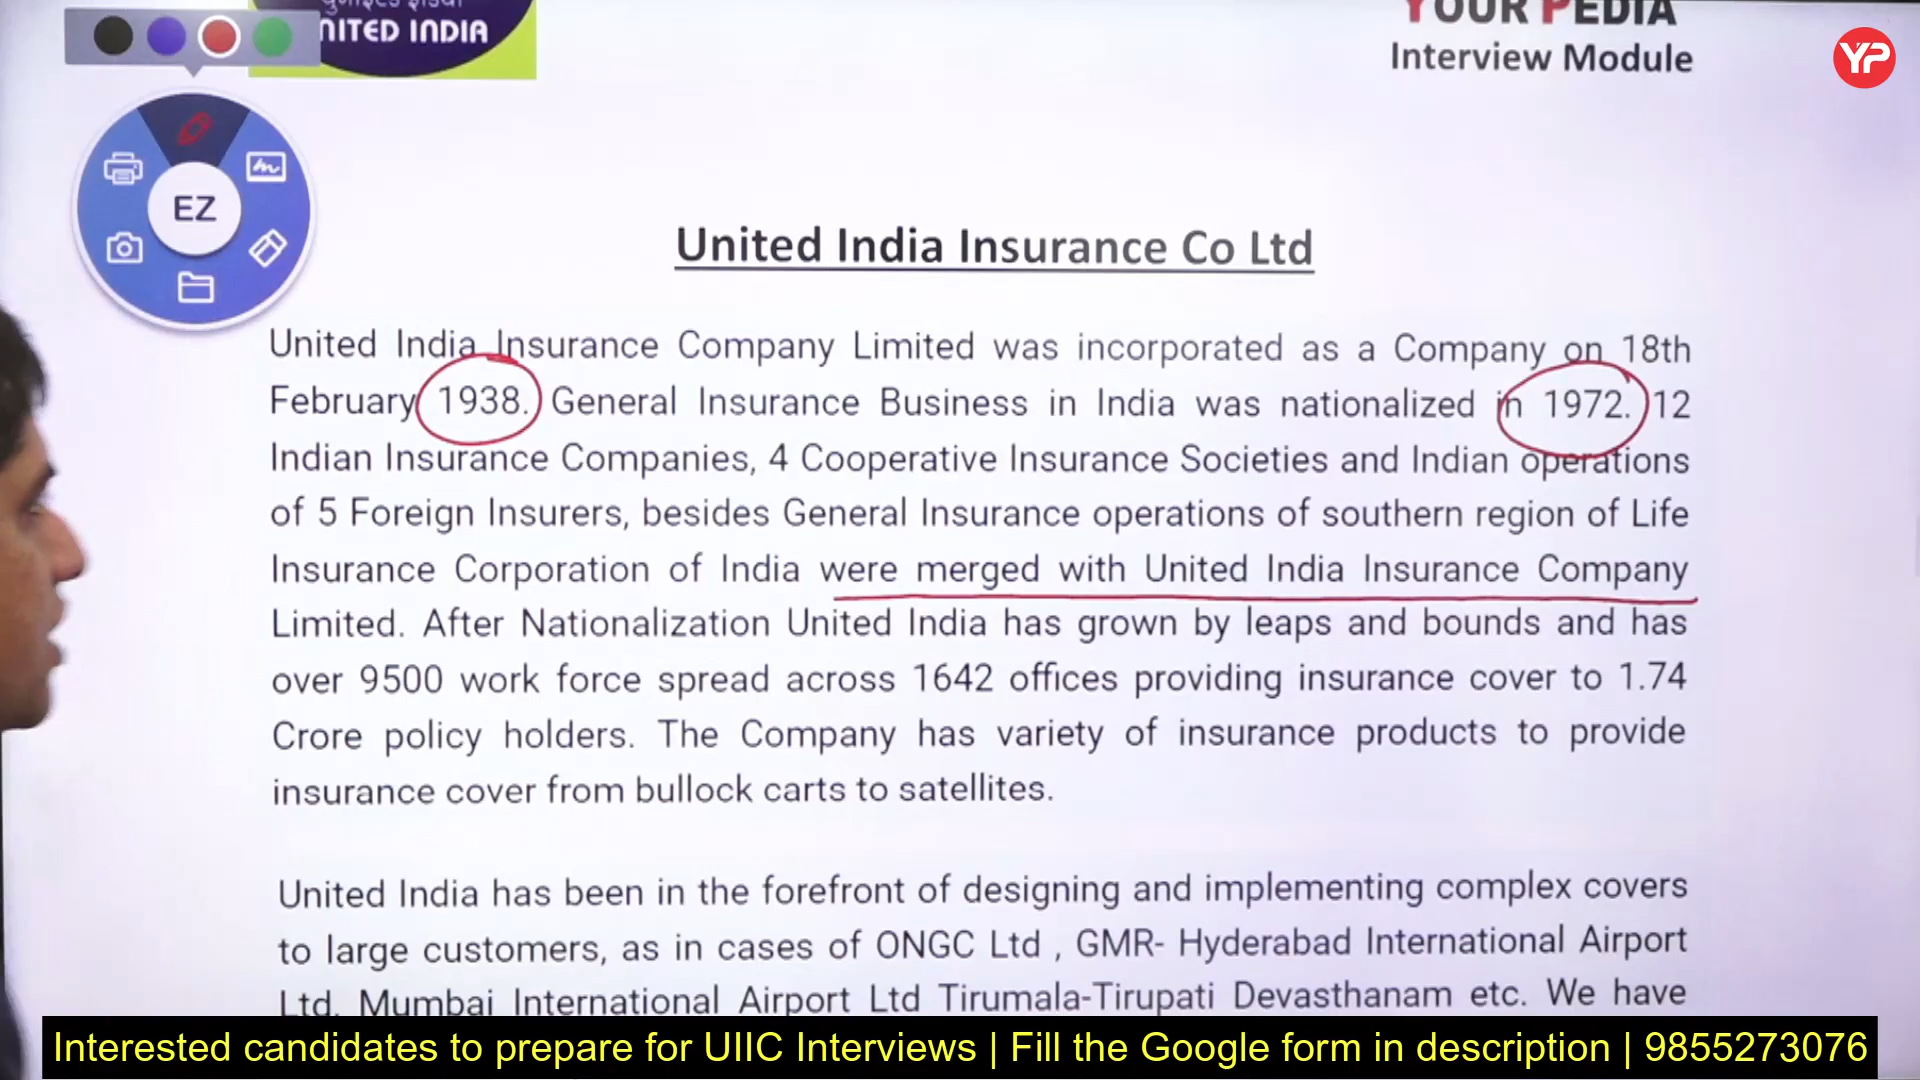 UNITED INDIA
YOUR PEDIA
Interview Module
YP
EZ
United India Insurance Co Ltd
United India Insurance Company Limited was incorporated as a Company on 18th
February 1938. General Insurance Business in India was nationalized in 1972. 12
Indian Insurance Companies, 4 Cooperative Insurance Societies and Indian operations
of 5 Foreign Insurers, besides General Insurance operations of southern region of Life
Insurance Corporation of India were merged with United India Insurance Company
Limited. After Nationalization United India has grown by leaps and bounds and has
over 9500 work force spread across 1642 offices providing insurance cover to 1.74
Crore policy holders. The Company has variety of insurance products to provide
insurance cover from bullock carts to satellites.
United India has been in the forefront of designing and implementing complex covers
to large customers, as in cases of ONGC Ltd , GMR- Hyderabad International Airport
Ltd, Mumbai International Airport Ltd Tirumala-Tirupati Devasthanam etc. We have
Interested candidates to prepare for UIIC Interviews | Fill the Google form in description | 9855273076